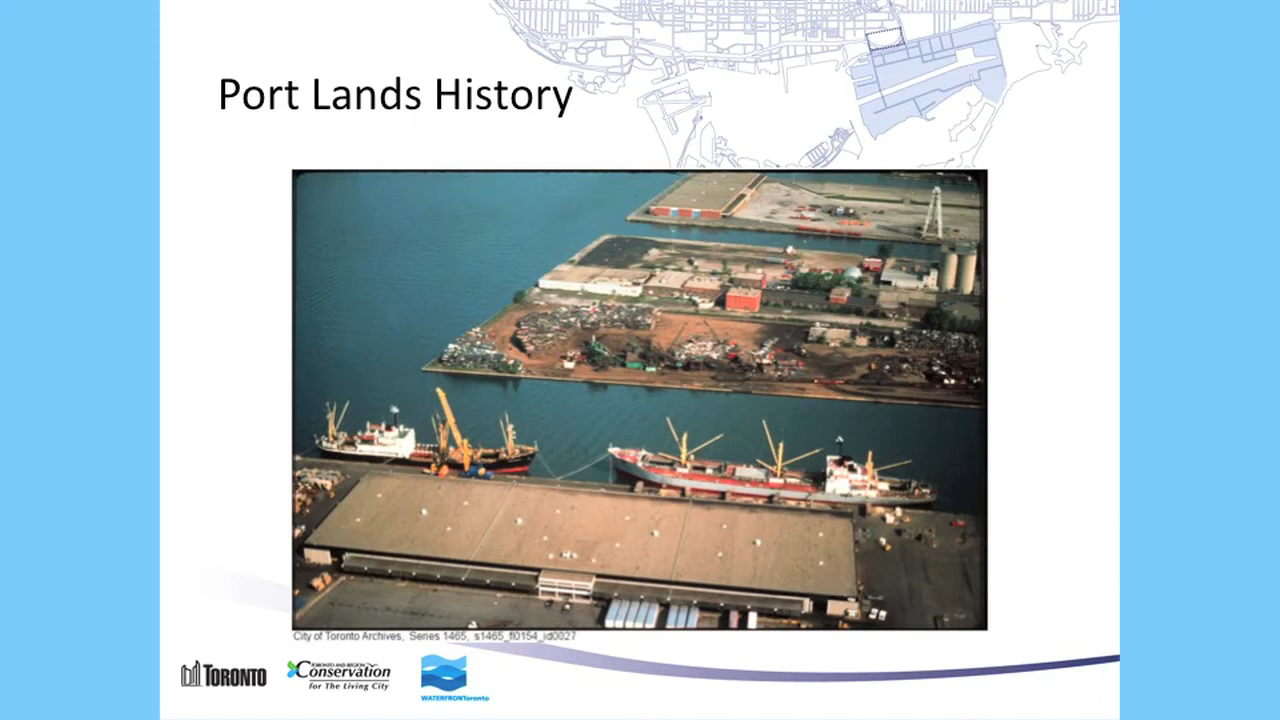 Port Lands History
City of Toronto Archives, Series 1465, s1465_fl0154_id0027
TORONTO
TORONTO AND REGION
Conservation
for The Living City
WATERFRONToronto